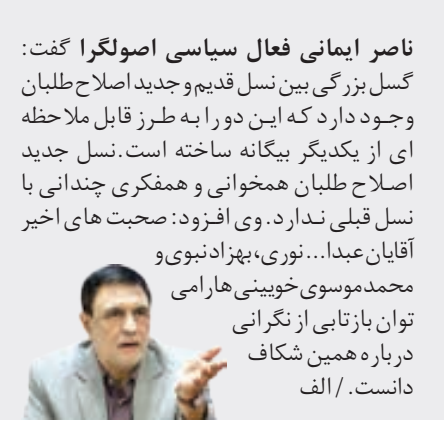 ناصر ایمانی فعال سیاسی اصولگرا گفت:
گسل بزرگی بین نسل قدیم و جدید اصلاح طلبان
وجود دارد که این دو را به طرز قابل ملاحظه
ای از یکدیگر بیگانه ساخته است. نسل جدید
اصلاح طلبان همخوانی و همفکری چندانی با
نسل قبلی ندارد. وی افزود: صحبت های اخیر
آقایان عبدا... نوری، بهزاد نبوی و
محمد موسوی خویینی ها را می
توان بازتابی از نگرانی
درباره همین شکاف
دانست. / الف